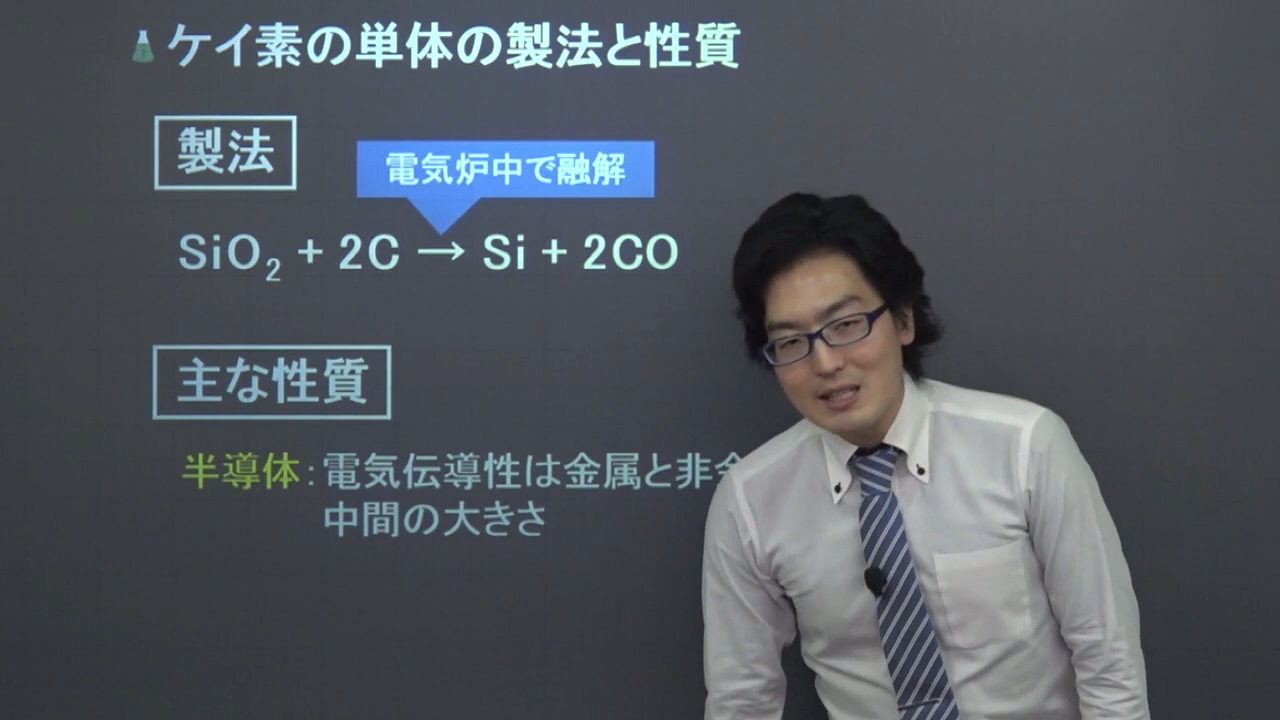 ケイ素の単体の製法と性質
製法
電気炉中で融解
SiO₂ + 2C → Si + 2CO
主な性質
半導体：電気伝導性は金属と非
中間の大きさ